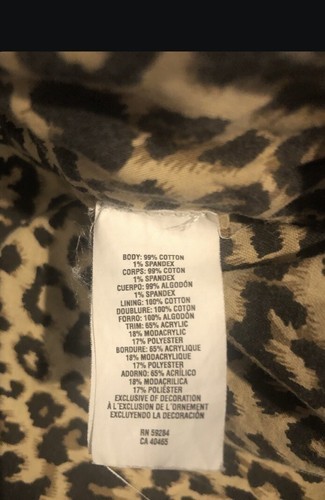 BODY: 99% COTTON
1% SPANDEX
CORPS: 99% COTON
1% SPANDEX
CUERPO: 99% ALGODÓN
1% SPANDEX
LINING: 100% COTTON
DOUBLURE: 100% COTON
FORRO: 100% ALGODÓN
TRIM: 65% ACRYLIC
18% MODACRYLIC
17% POLYESTER
BORDURE: 65% ACRYLIQUE
18% MODACRYLIQUE
17% POLYESTER
ADORNO: 65% ACRÍLICO
18% MODACRILICA
17% POLIÉSTER
EXCLUSIVE OF DECORATION
À L'EXCLUSION DE L'ORNEMENT
EXCLUYENDO LA DECORACIÓN
RN 59284
CA 40465